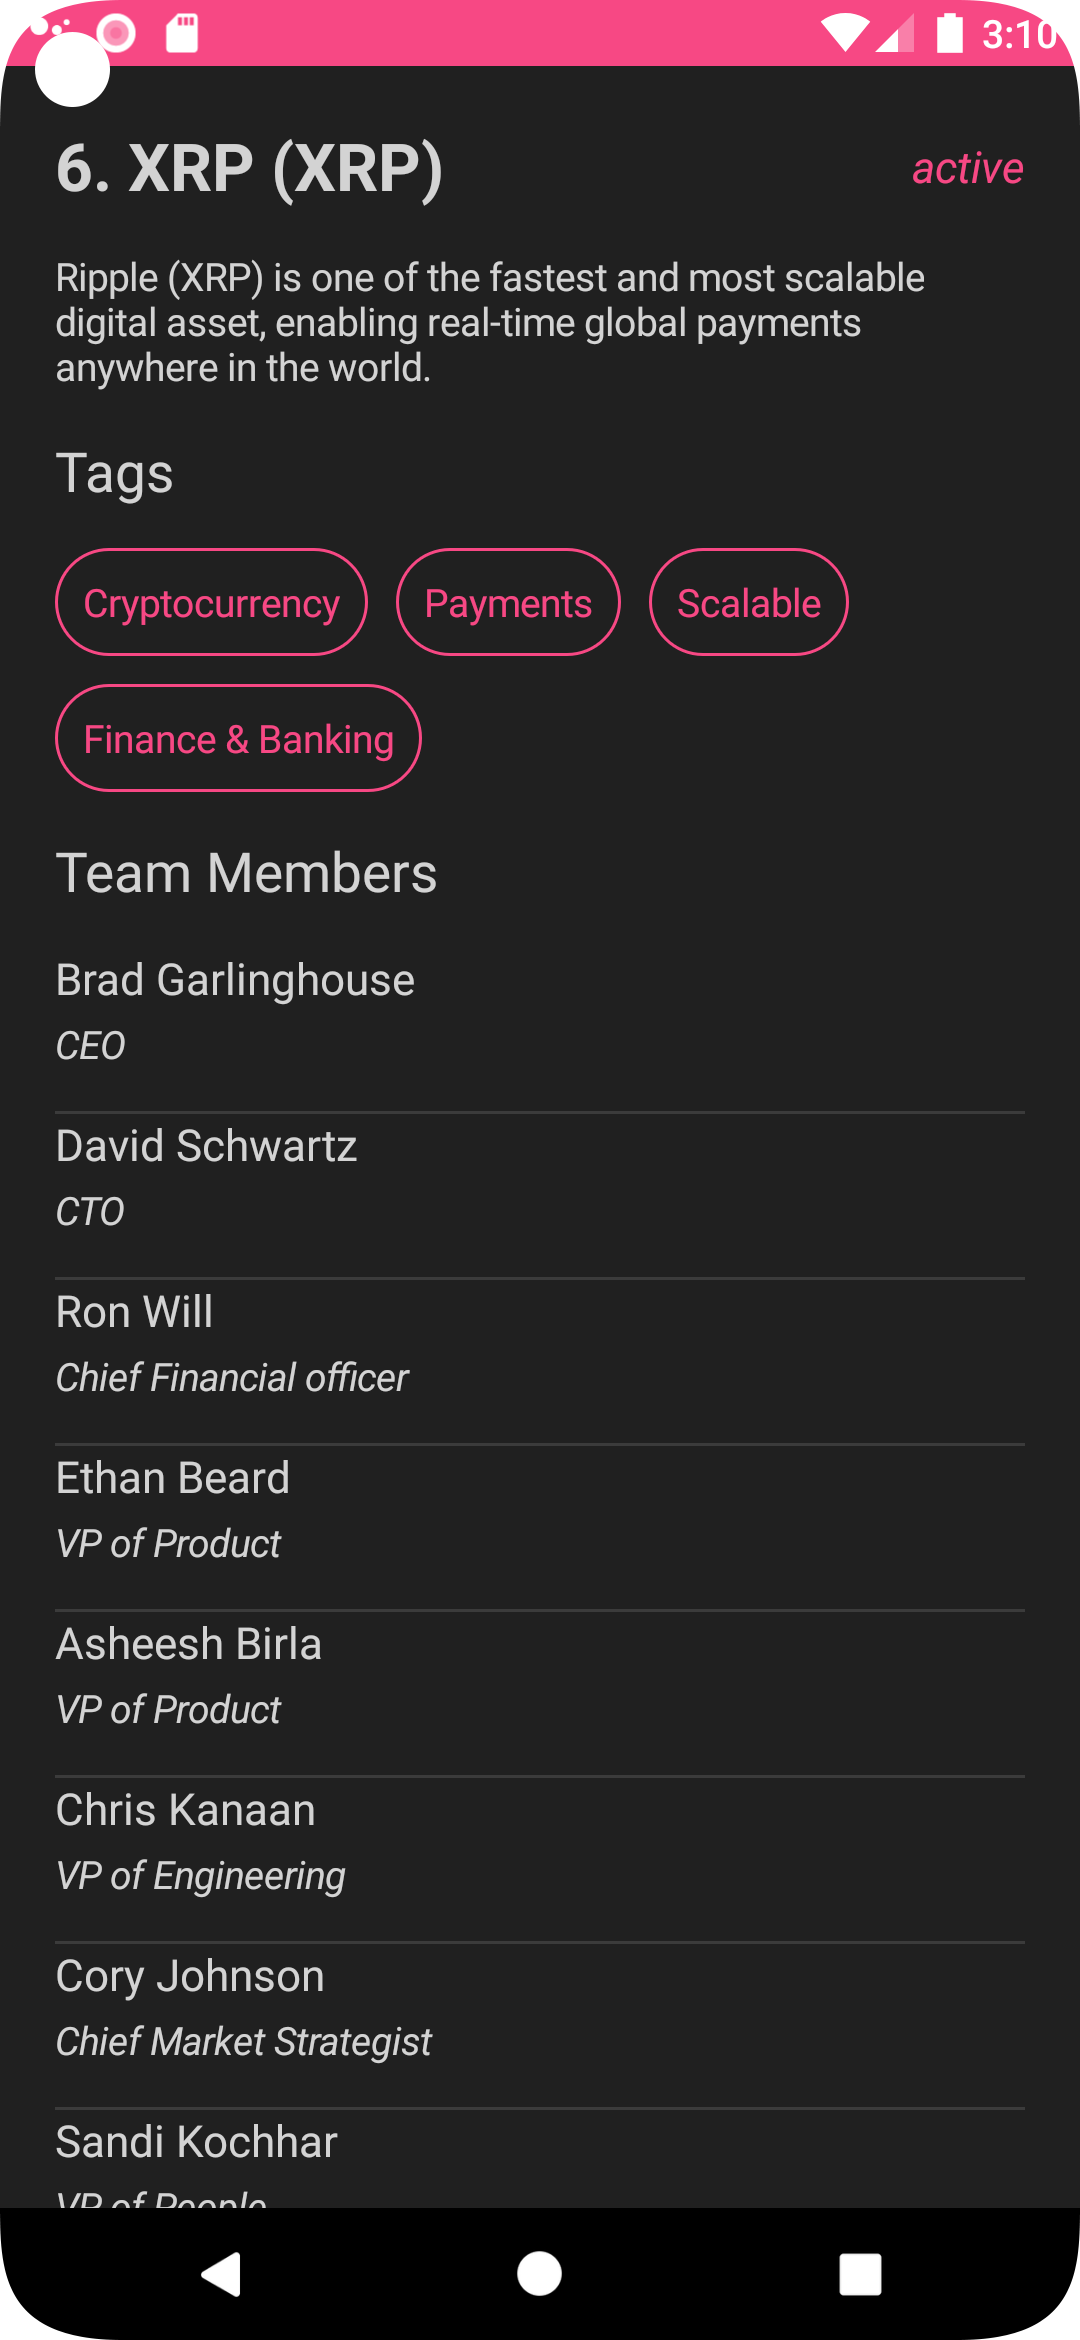 3:10
6. XRP (XRP)
active
Ripple (XRP) is one of the fastest and most scalable
digital asset, enabling real-time global payments
anywhere in the world.
Tags
Cryptocurrency
Payments
Scalable
Finance & Banking
Team Members
Brad Garlinghouse
CEO
David Schwartz
CTO
Ron Will
Chief Financial officer
Ethan Beard
VP of Product
Asheesh Birla
VP of Product
Chris Kanaan
VP of Engineering
Cory Johnson
Chief Market Strategist
Sandi Kochhar
VP of People